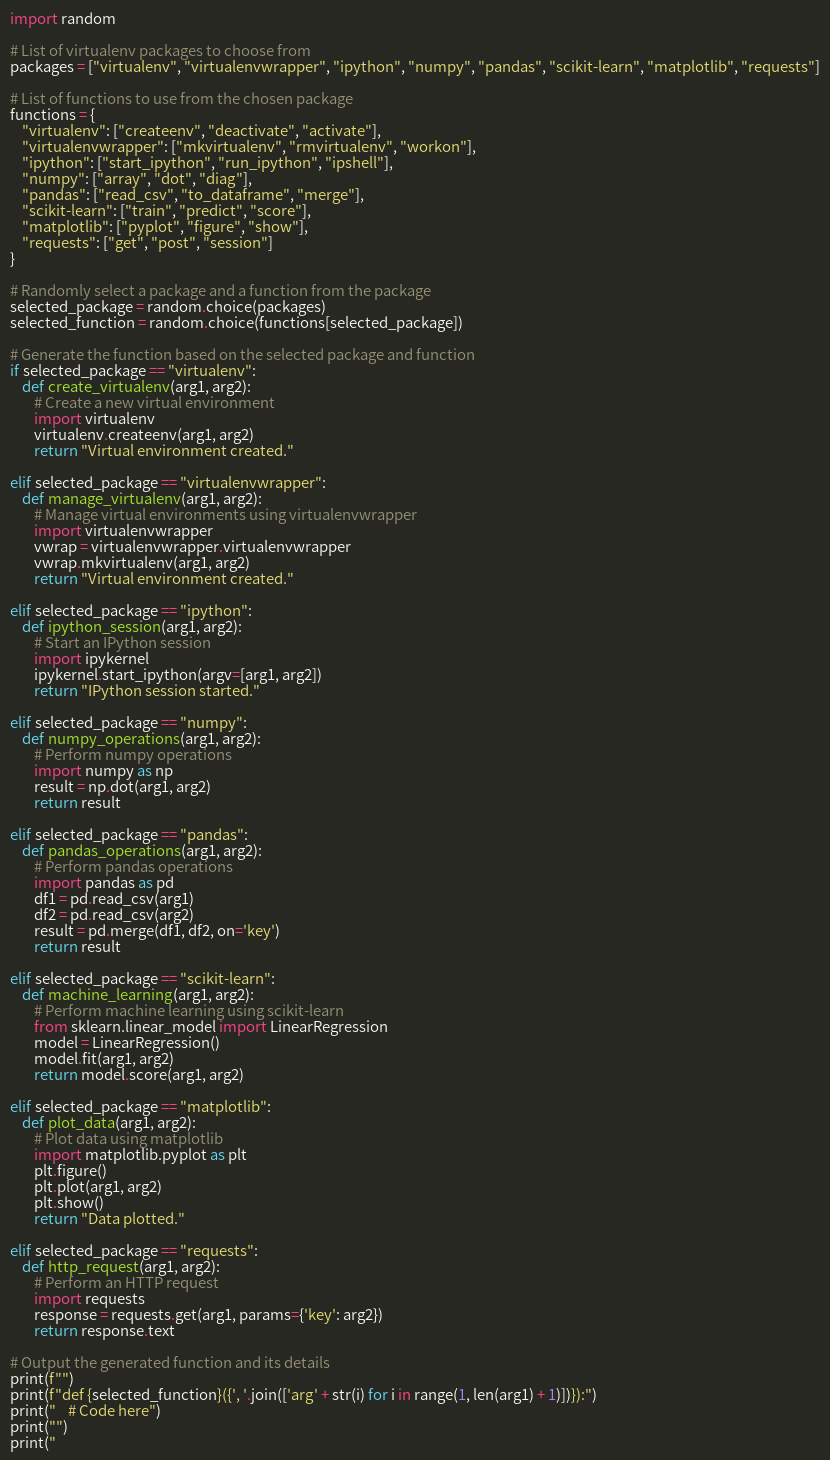 import random

# List of virtualenv packages to choose from
packages = ["virtualenv", "virtualenvwrapper", "ipython", "numpy", "pandas", "scikit-learn", "matplotlib", "requests"]

# List of functions to use from the chosen package
functions = {
    "virtualenv": ["createenv", "deactivate", "activate"],
    "virtualenvwrapper": ["mkvirtualenv", "rmvirtualenv", "workon"],
    "ipython": ["start_ipython", "run_ipython", "ipshell"],
    "numpy": ["array", "dot", "diag"],
    "pandas": ["read_csv", "to_dataframe", "merge"],
    "scikit-learn": ["train", "predict", "score"],
    "matplotlib": ["pyplot", "figure", "show"],
    "requests": ["get", "post", "session"]
}

# Randomly select a package and a function from the package
selected_package = random.choice(packages)
selected_function = random.choice(functions[selected_package])

# Generate the function based on the selected package and function
if selected_package == "virtualenv":
    def create_virtualenv(arg1, arg2):
        # Create a new virtual environment
        import virtualenv
        virtualenv.createenv(arg1, arg2)
        return "Virtual environment created."

elif selected_package == "virtualenvwrapper":
    def manage_virtualenv(arg1, arg2):
        # Manage virtual environments using virtualenvwrapper
        import virtualenvwrapper
        vwrap = virtualenvwrapper.virtualenvwrapper
        vwrap.mkvirtualenv(arg1, arg2)
        return "Virtual environment created."

elif selected_package == "ipython":
    def ipython_session(arg1, arg2):
        # Start an IPython session
        import ipykernel
        ipykernel.start_ipython(argv=[arg1, arg2])
        return "IPython session started."

elif selected_package == "numpy":
    def numpy_operations(arg1, arg2):
        # Perform numpy operations
        import numpy as np
        result = np.dot(arg1, arg2)
        return result

elif selected_package == "pandas":
    def pandas_operations(arg1, arg2):
        # Perform pandas operations
        import pandas as pd
        df1 = pd.read_csv(arg1)
        df2 = pd.read_csv(arg2)
        result = pd.merge(df1, df2, on='key')
        return result

elif selected_package == "scikit-learn":
    def machine_learning(arg1, arg2):
        # Perform machine learning using scikit-learn
        from sklearn.linear_model import LinearRegression
        model = LinearRegression()
        model.fit(arg1, arg2)
        return model.score(arg1, arg2)

elif selected_package == "matplotlib":
    def plot_data(arg1, arg2):
        # Plot data using matplotlib
        import matplotlib.pyplot as plt
        plt.figure()
        plt.plot(arg1, arg2)
        plt.show()
        return "Data plotted."

elif selected_package == "requests":
    def http_request(arg1, arg2):
        # Perform an HTTP request
        import requests
        response = requests.get(arg1, params={'key': arg2})
        return response.text

# Output the generated function and its details
print(f"")
print(f"def {selected_function}({', '.join(['arg' + str(i) for i in range(1, len(arg1) + 1)])}):")
print("    # Code here")
print("")
print("